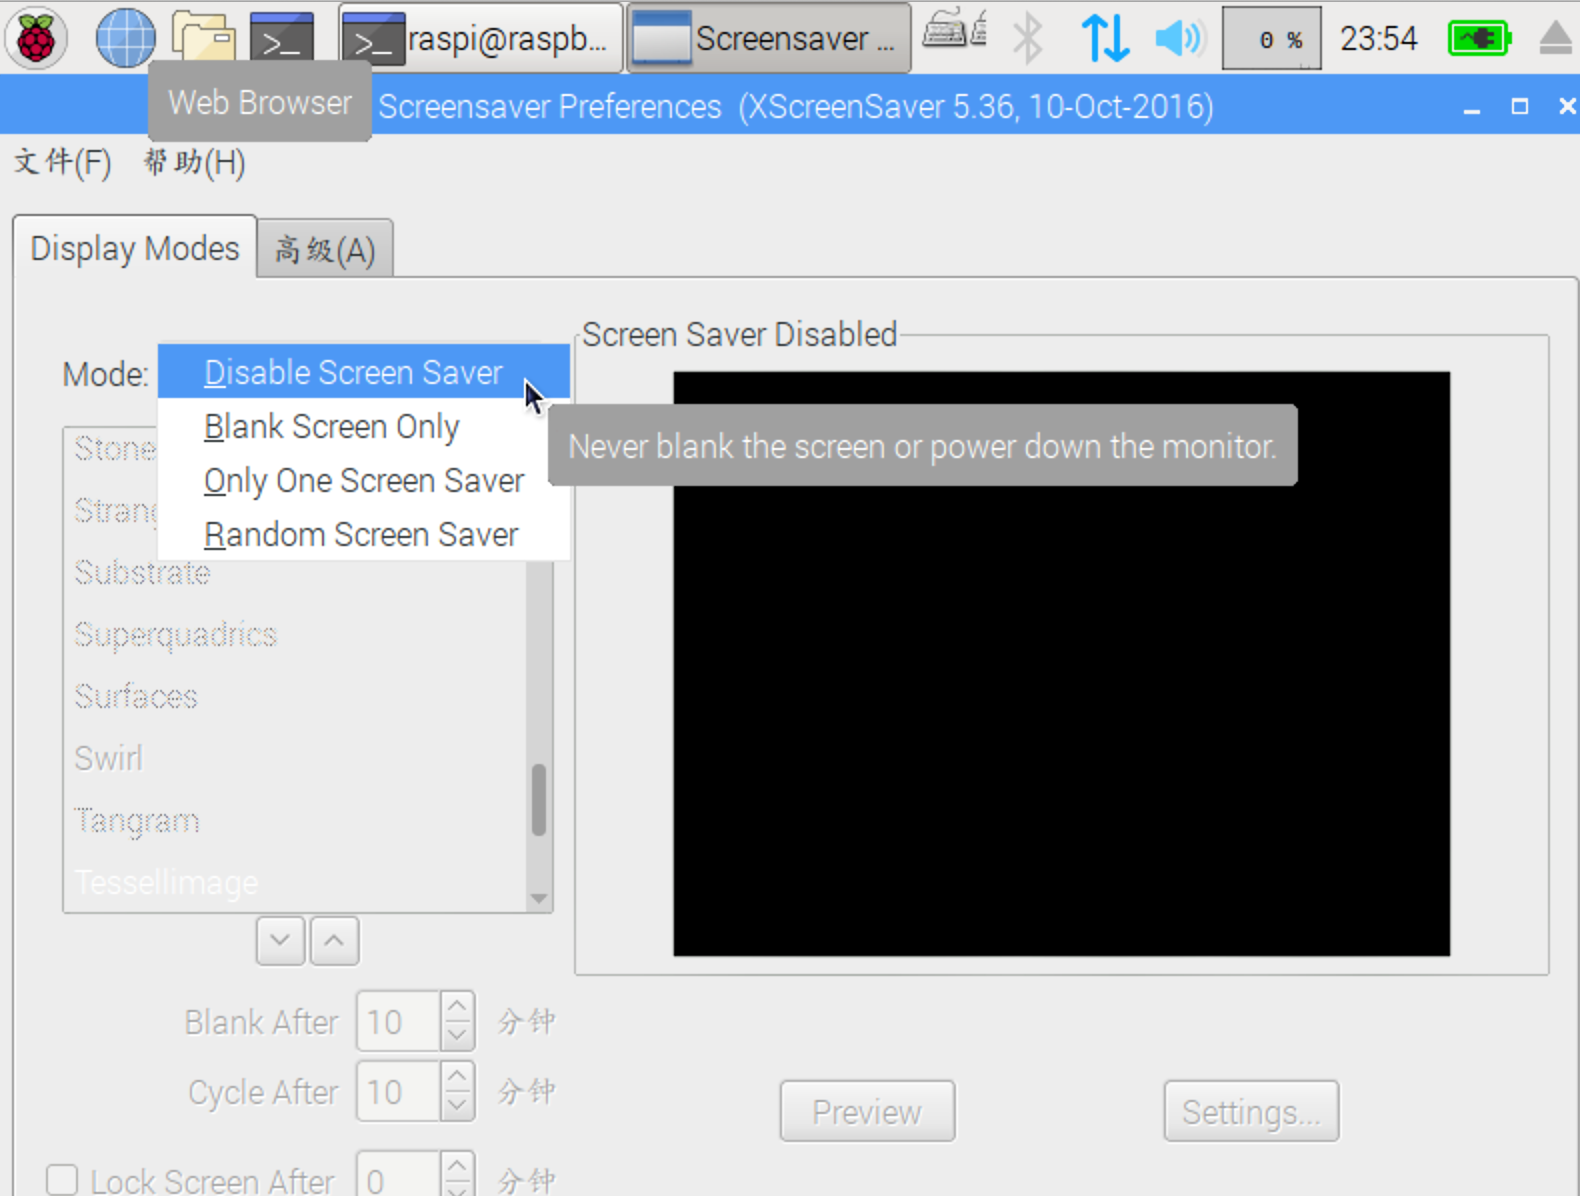 >_ >_ raspi@raspb... Screensaver ... 0 % 23:54
Web Browser
Screensaver Preferences (XScreenSaver 5.36, 10-Oct-2016)
文件(F) 帮助(H)
Display Modes 高级(A)
Screen Saver Disabled
Mode: Disable Screen Saver
Blank Screen Only
Never blank the screen or power down the monitor.
Only One Screen Saver
Random Screen Saver
Stone
Strang
Substrate
Superquadrics
Surfaces
Swirl
Tangram
Tessellimage
Blank After 10 分钟
Cycle After 10 分钟
Preview Settings...
Lock Screen After 0 分钟